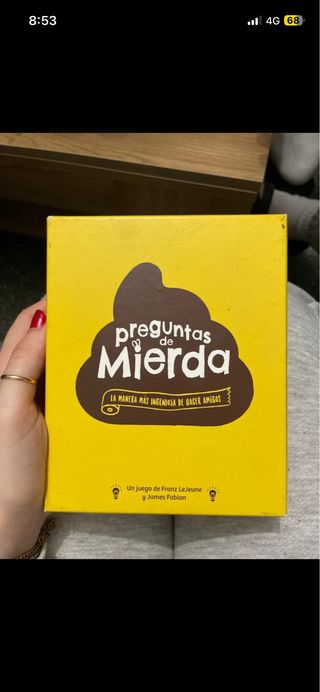 8:53
4G
68
preguntas
de
Mierda
LA MANERA MÁS INGENIOSA DE HACER AMIGOS
Un juego de Franz LeJeune
y James Fabian